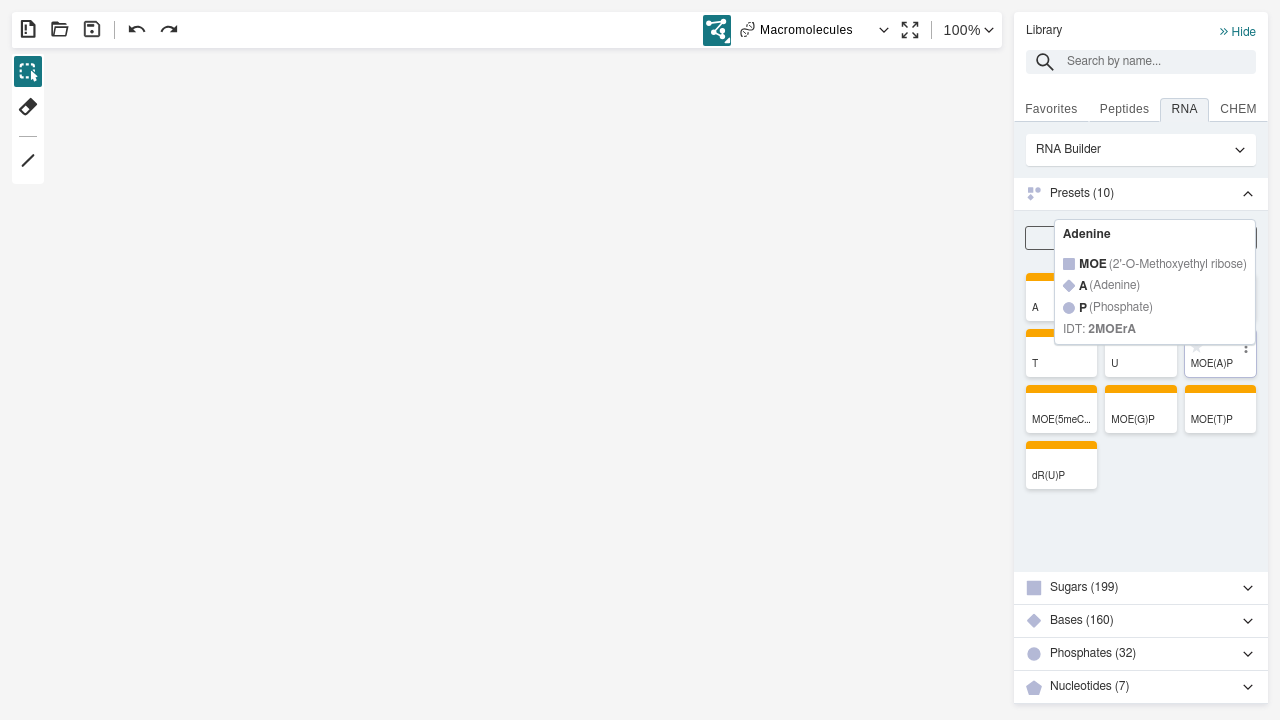 Macromolecules
100%
Library
Hide
Search by name...
Favorites
Peptides
RNA
CHEM
RNA Builder
Presets (10)
Adenine
MOE (2'-O-Methoxyethyl ribose)
A (Adenine)
P (Phosphate)
IDT: 2MOErA
A
T
U
MOE(A)P
MOE(5meC...
MOE(G)P
MOE(T)P
dR(U)P
Sugars (199)
Bases (160)
Phosphates (32)
Nucleotides (7)